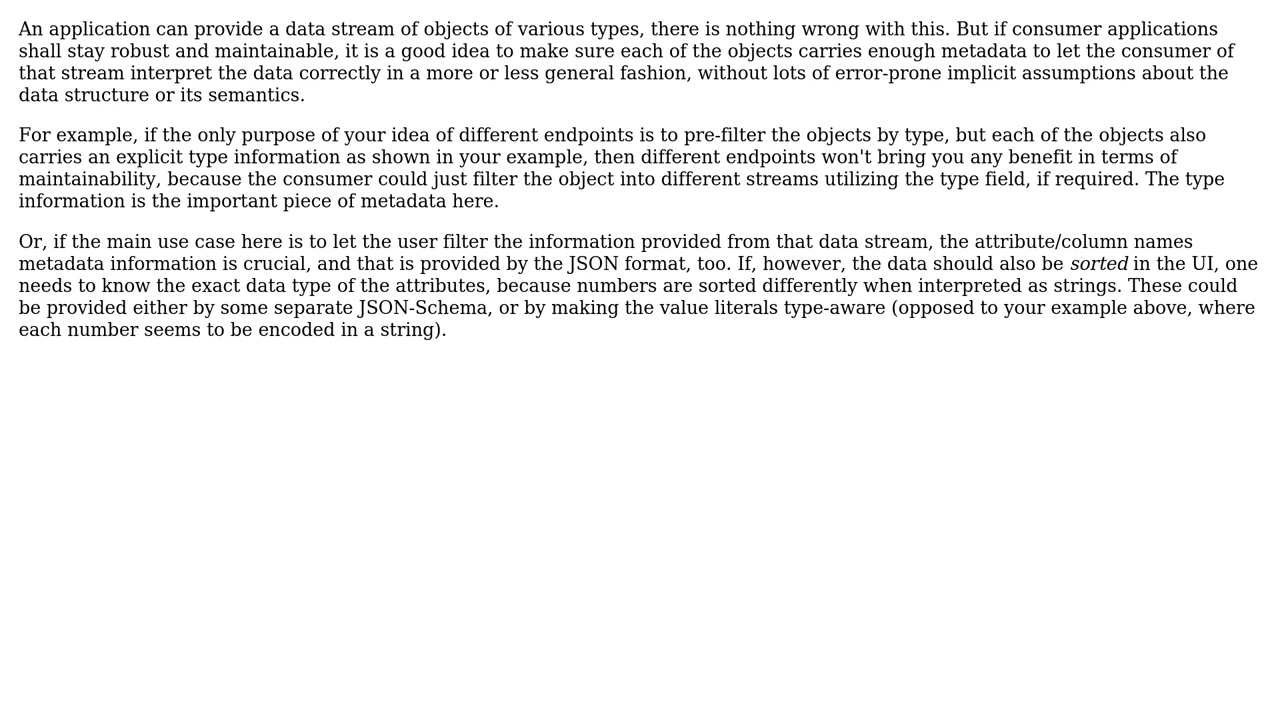 An application can provide a data stream of objects of various types, there is nothing wrong with this. But if consumer applications
shall stay robust and maintainable, it is a good idea to make sure each of the objects carries enough metadata to let the consumer of
that stream interpret the data correctly in a more or less general fashion, without lots of error-prone implicit assumptions about the
data structure or its semantics.
For example, if the only purpose of your idea of different endpoints is to pre-filter the objects by type, but each of the objects also
carries an explicit type information as shown in your example, then different endpoints won't bring you any benefit in terms of
maintainability, because the consumer could just filter the object into different streams utilizing the type field, if required. The type
information is the important piece of metadata here.
Or, if the main use case here is to let the user filter the information provided from that data stream, the attribute/column names
metadata information is crucial, and that is provided by the JSON format, too. If, however, the data should also be sorted in the UI, one
needs to know the exact data type of the attributes, because numbers are sorted differently when interpreted as strings. These could
be provided either by some separate JSON-Schema, or by making the value literals type-aware (opposed to your example above, where
each number seems to be encoded in a string).